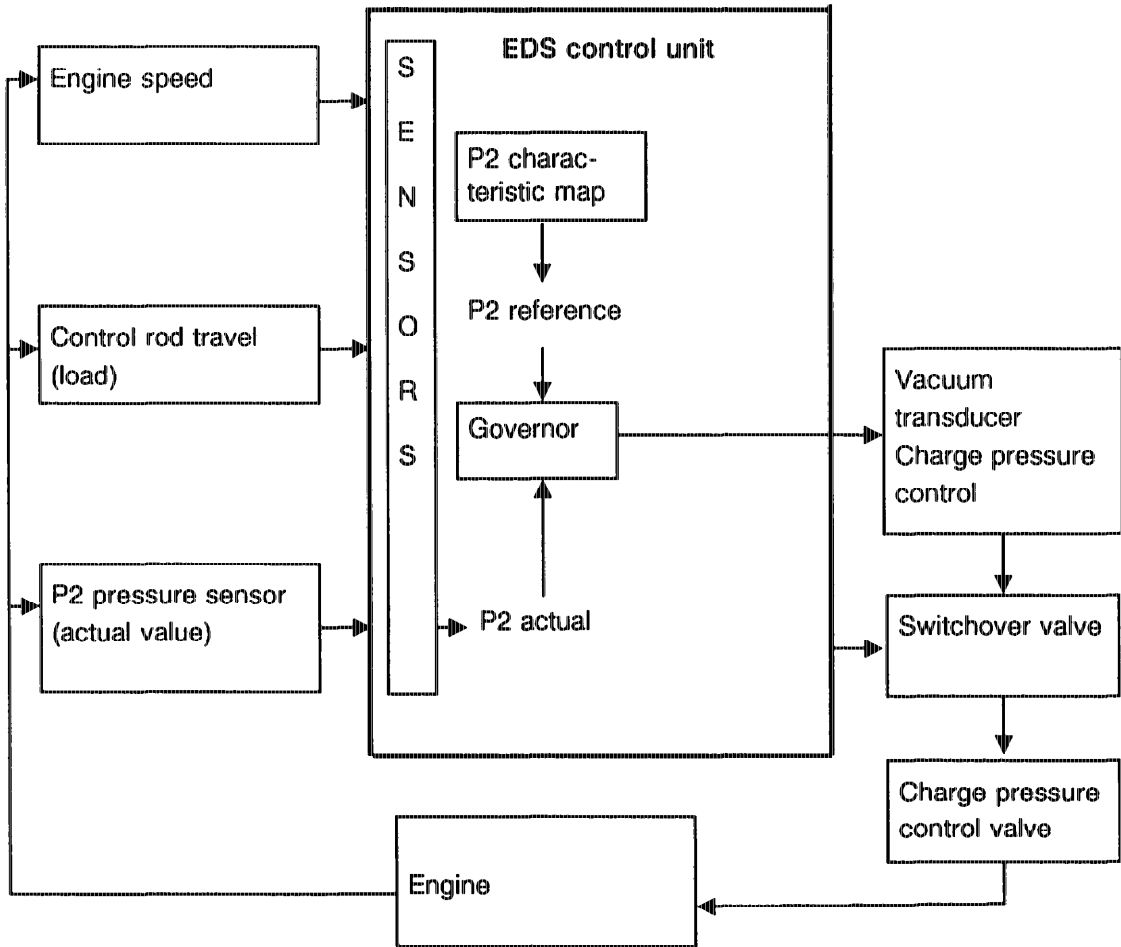 EDS control unit
Engine speed
S
E
N
S
O
R
S
P2 charac-
teristic map
P2 reference
Control rod travel
(load)
Governor
Vacuum
transducer
Charge pressure
control
P2 pressure sensor
(actual value)
P2 actual
Switchover valve
Charge pressure
control valve
Engine